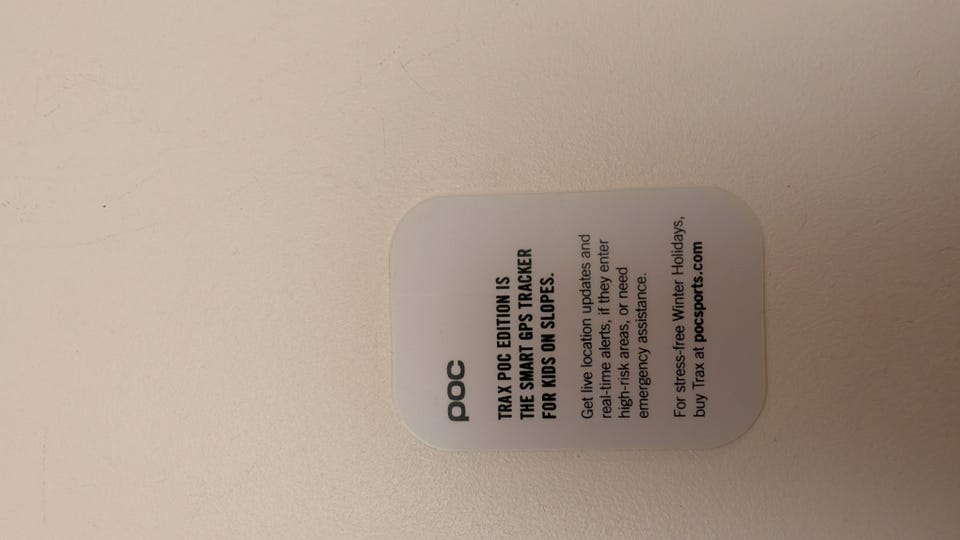 POC
TRAX POC EDITION IS
THE SMART GPS TRACKER
FOR KIDS ON SLOPES.
Get live location updates and
real-time alerts, if they enter
high-risk areas, or need
emergency assistance.
For stress-free Winter Holidays,
buy Trax at pocsports.com